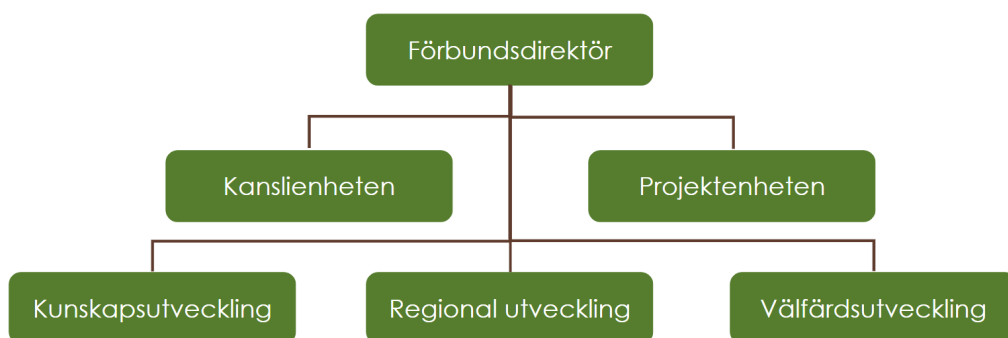 Förbundsdirektör
Kanslienheten
Projektenheten
Kunskapsutveckling
Regional utveckling
Välfärdsutveckling